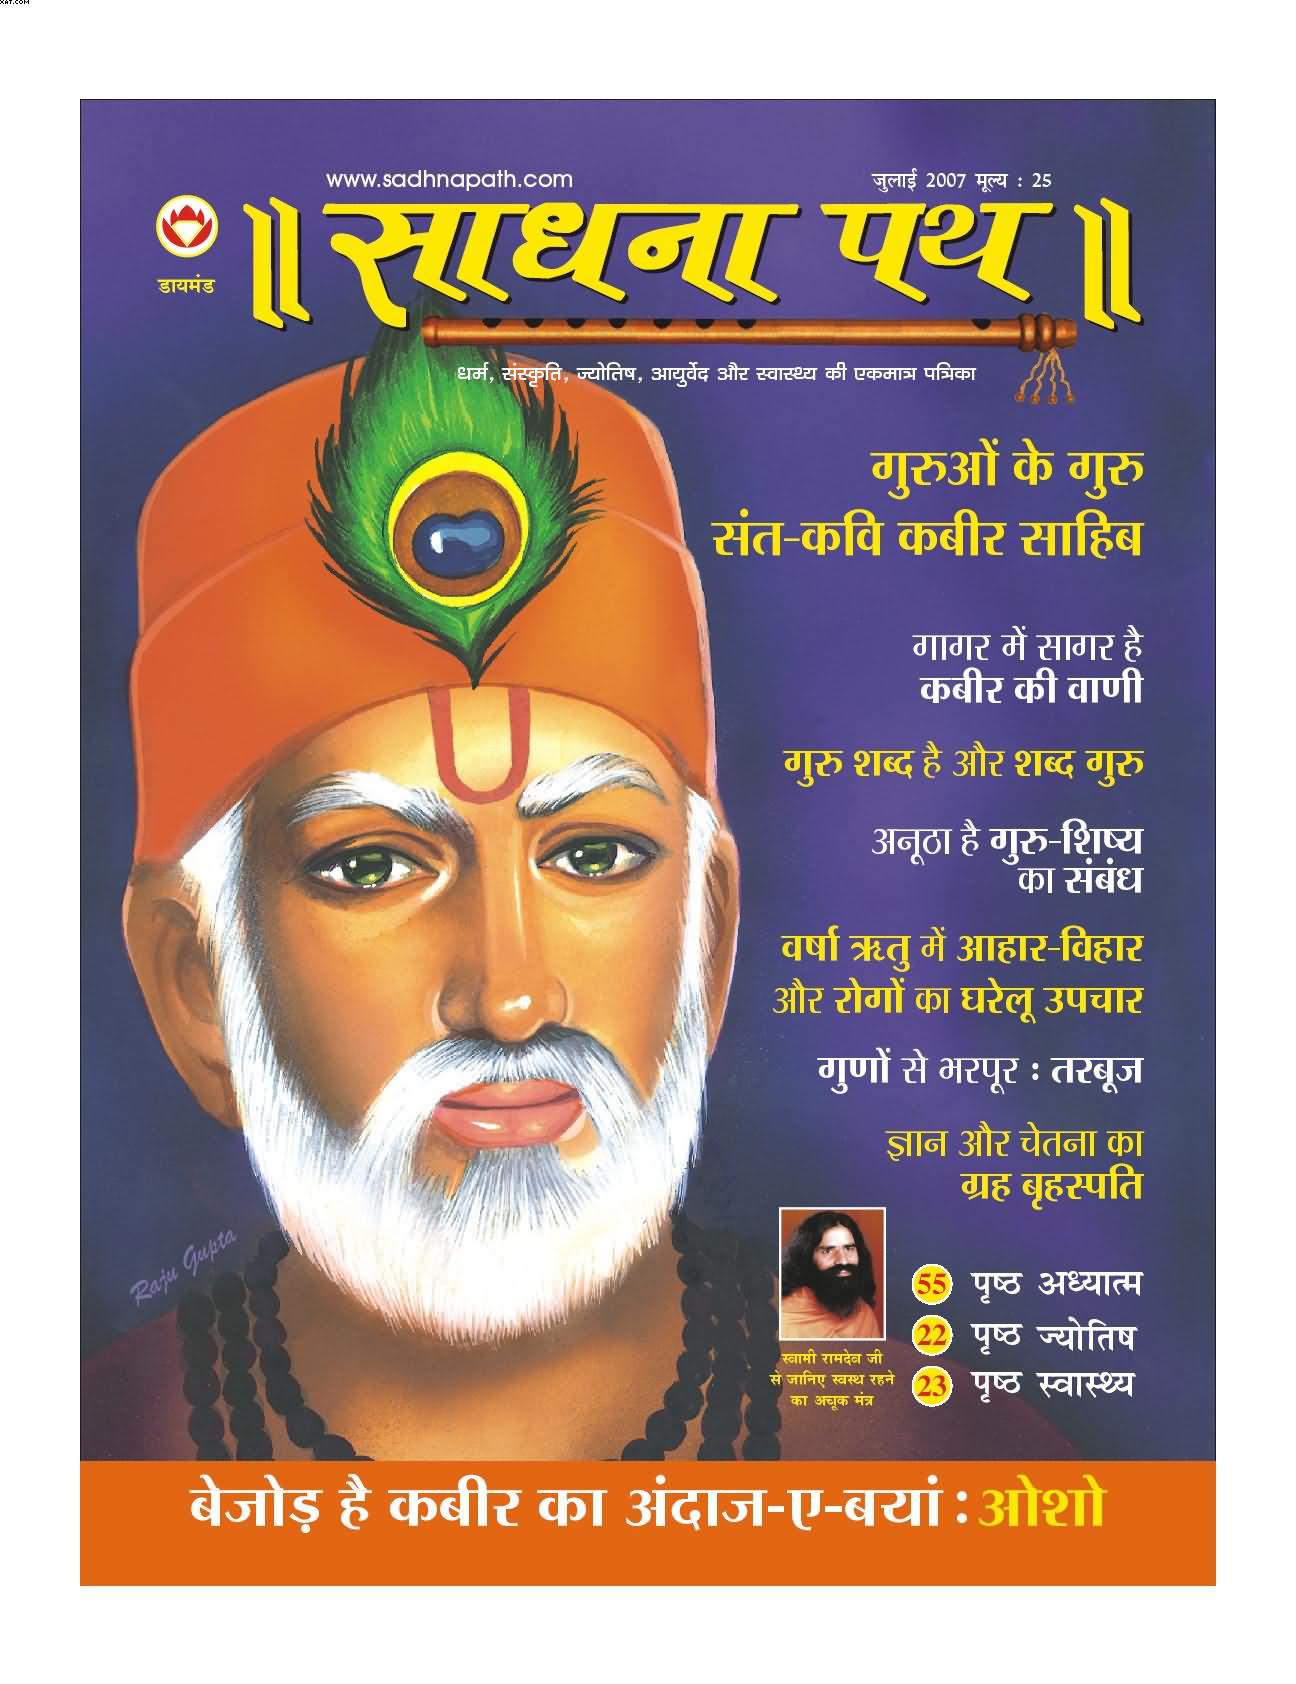 XAT.COM
www.sadhnapath.com
जुलाई 2007 मूल्य : 25
॥ साधना पथ ॥
डायमंड
धर्म, संस्कृति, ज्योतिष, आयुर्वेद और स्वास्थ्य की एकमात्र पत्रिका
गुरुओं के गुरु
संत-कवि कबीर साहिब
गागर में सागर है
कबीर की वाणी
गुरु शब्द है और शब्द गुरु
अनूठा है गुरु-शिष्य
का संबंध
वर्षा ऋतु में आहार-विहार
और रोगों का घरेलू उपचार
गुणों से भरपूर : तरबूज
ज्ञान और चेतना का
ग्रह बृहस्पति
Raju Gupta
55 पृष्ठ अध्यात्म
22 पृष्ठ ज्योतिष
23 पृष्ठ स्वास्थ्य
स्वामी रामदेव जी
से जानिए स्वस्थ रहने
का अचूक मंत्र
बेजोड़ है कबीर का अंदाज-ए-बयां : ओशो